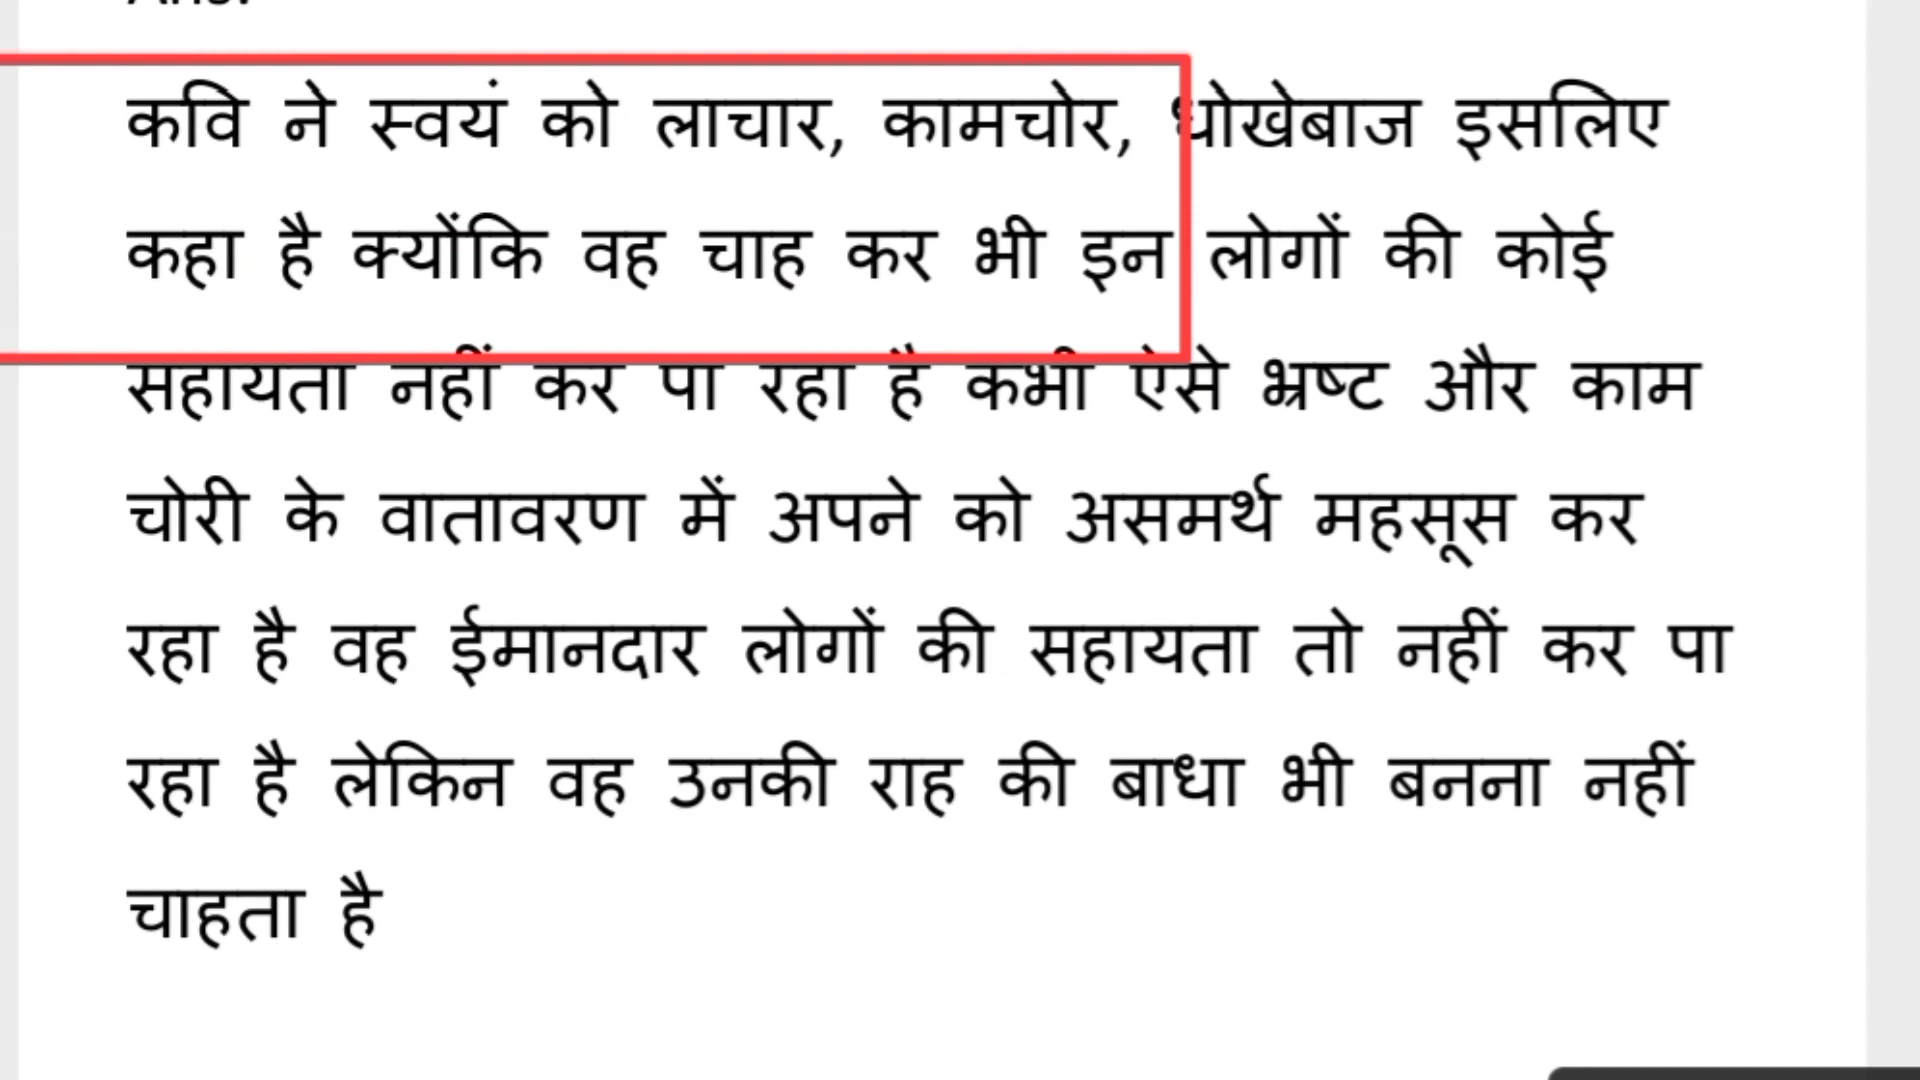 कवि ने स्वयं को लाचार, कामचोर, धोखेबाज इसलिए
कहा है क्योंकि वह चाह कर भी इन लोगों की कोई
सहायता नहीं कर पा रहा है कभी ऐसे भ्रष्ट और काम
चोरी के वातावरण में अपने को असमर्थ महसूस कर
रहा है वह ईमानदार लोगों की सहायता तो नहीं कर पा
रहा है लेकिन वह उनकी राह की बाधा भी बनना नहीं
चाहता है